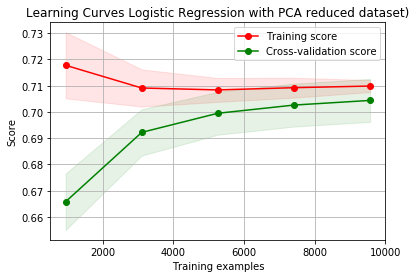 Learning Curves Logistic Regression with PCA reduced dataset)
Training score
Cross-validation score
0.73
0.72
0.71
0.70
0.69
0.68
0.67
0.66
Score
2000 4000 6000 8000 10000
Training examples